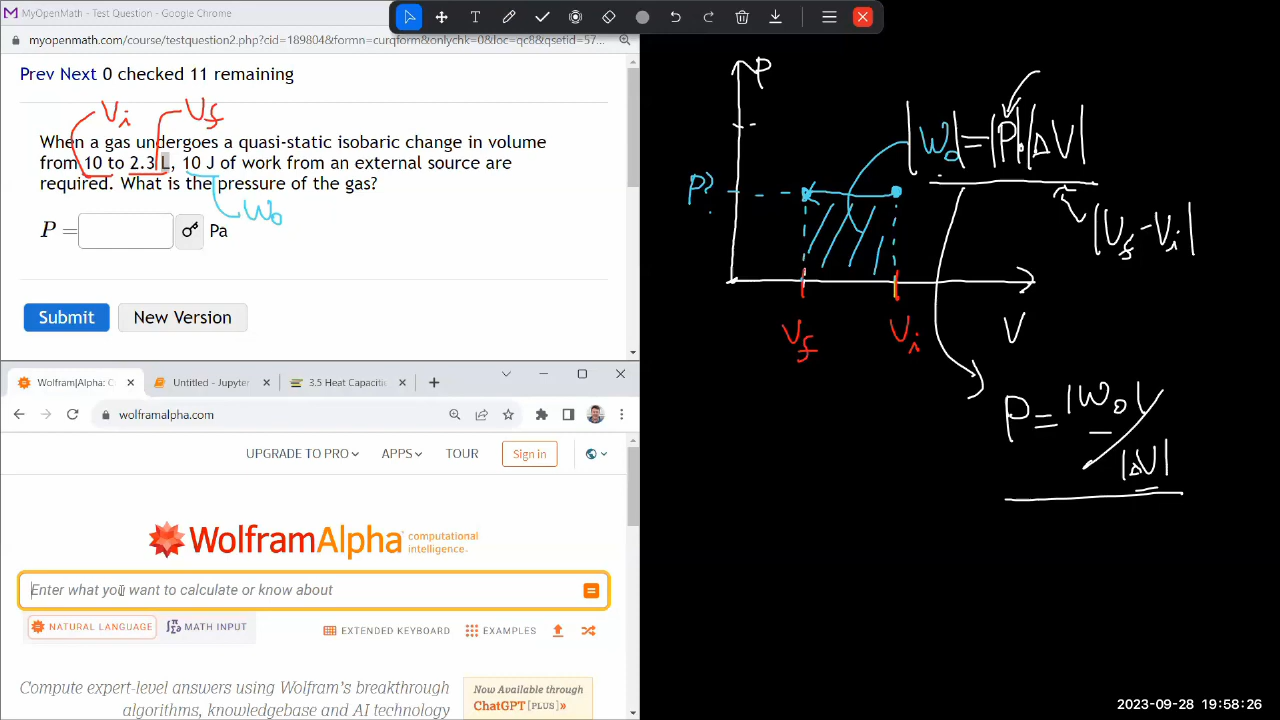 MyOpenMath - Test Question - Google Chrome
myopenmath.com/course/testquestion2.php?cid=189804&formn=curqform&onlychk=0&loc=qc8&qsetid=57...
Prev Next 0 checked 11 remaining
Vi
Vf
When a gas undergoes a quasi-static isobaric change in volume
from 10 to 2.3 L, 10 J of work from an external source are
required. What is the pressure of the gas?
W₀
P = Pa
Submit
New Version
Wolfram|Alpha: C
Untitled - Jupyter
3.5 Heat Capaciti
wolframalpha.com
UPGRADE TO PRO
APPS
TOUR
Sign in
WolframAlpha computational intelligence™
Enter what you want to calculate or know about
NATURAL LANGUAGE
MATH INPUT
EXTENDED KEYBOARD
EXAMPLES
Compute expert-level answers using Wolfram's breakthrough
algorithms, knowledgebase and AI technology
Now Available through
ChatGPT [PLUS] »
P
|W₀| = |P₀||ΔV|
P?
|Vf - Vi|
Vf
Vi
V
P = |W₀| / |ΔV|
2023-09-28 19:58:26